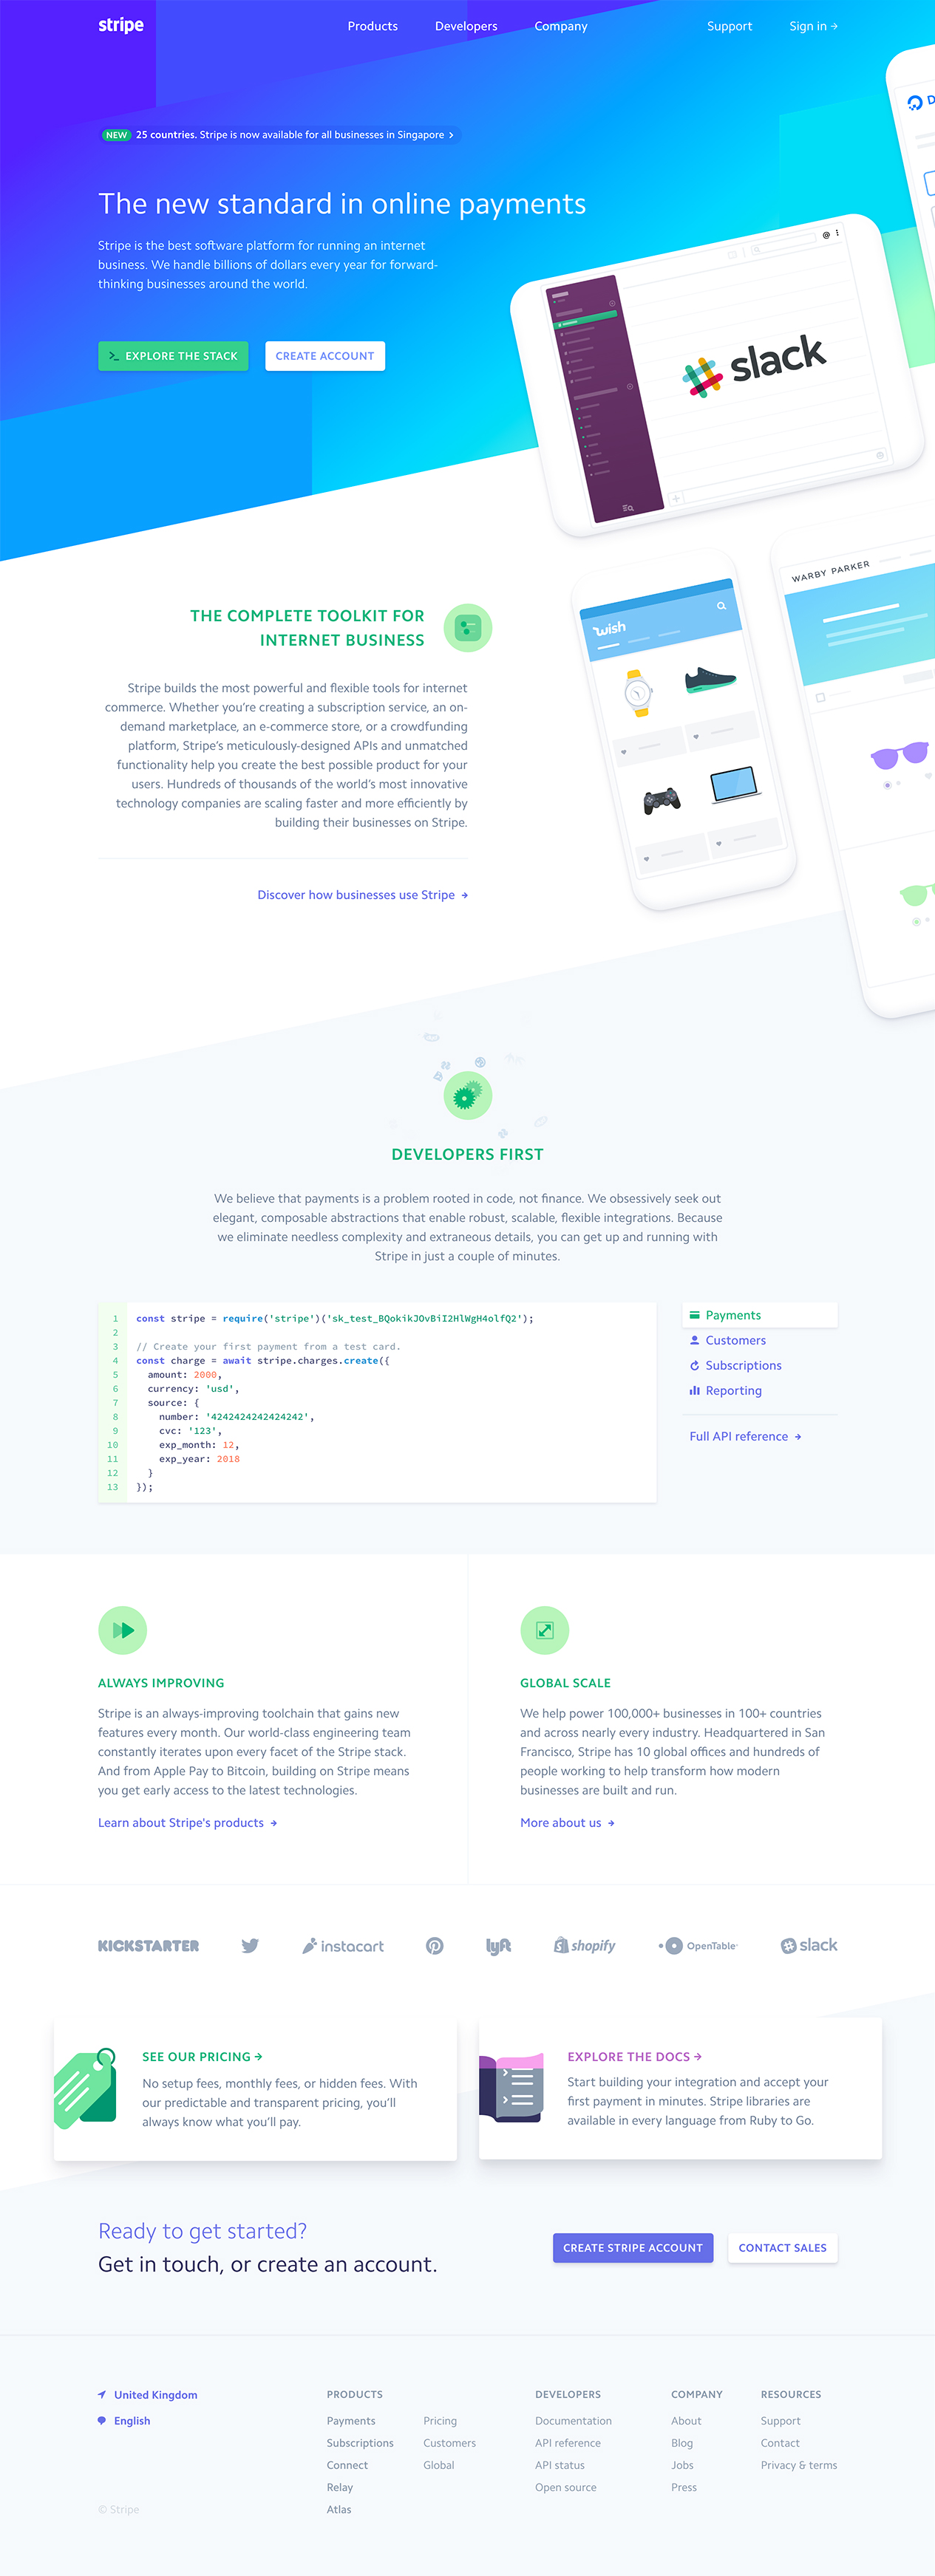 stripe
Products
Developers
Company
Support
Sign in →
NEW 25 countries. Stripe is now available for all businesses in Singapore
The new standard in online payments
Stripe is the best software platform for running an internet
business. We handle billions of dollars every year for forward-
thinking businesses around the world.
EXPLORE THE STACK
CREATE ACCOUNT
D
slack
WARBY PARKER
wish
THE COMPLETE TOOLKIT FOR
INTERNET BUSINESS
Stripe builds the most powerful and flexible tools for internet
commerce. Whether you’re creating a subscription service, an on-
demand marketplace, an e-commerce store, or a crowdfunding
platform, Stripe’s meticulously-designed APIs and unmatched
functionality help you create the best possible product for your
users. Hundreds of thousands of the world’s most innovative
technology companies are scaling faster and more efficiently by
building their businesses on Stripe.
Discover how businesses use Stripe →
DEVELOPERS FIRST
We believe that payments is a problem rooted in code, not finance. We obsessively seek out
elegant, composable abstractions that enable robust, scalable, flexible integrations. Because
we eliminate needless complexity and extraneous details, you can get up and running with
Stripe in just a couple of minutes.
1 const stripe = require('stripe')('sk_test_BQokikJOvBiI2HlWgH4olfQ2');
2
3 // Create your first payment from a test card.
4 const charge = await stripe.charges.create({
5 amount: 2000,
6 currency: 'usd',
7 source: {
8 number: '4242424242424242',
9 cvc: '123',
10 exp_month: 12,
11 exp_year: 2018
12 }
13 });
Payments
Customers
Subscriptions
Reporting
Full API reference →
ALWAYS IMPROVING
Stripe is an always-improving toolchain that gains new
features every month. Our world-class engineering team
constantly iterates upon every facet of the Stripe stack.
And from Apple Pay to Bitcoin, building on Stripe means
you get early access to the latest technologies.
Learn about Stripe's products →
GLOBAL SCALE
We help power 100,000+ businesses in 100+ countries
and across nearly every industry. Headquartered in San
Francisco, Stripe has 10 global offices and hundreds of
people working to help transform how modern
businesses are built and run.
More about us →
KICKSTARTER
instacart
lyft
shopify
OpenTable
slack
SEE OUR PRICING →
No setup fees, monthly fees, or hidden fees. With
our predictable and transparent pricing, you’ll
always know what you’ll pay.
EXPLORE THE DOCS →
Start building your integration and accept your
first payment in minutes. Stripe libraries are
available in every language from Ruby to Go.
Ready to get started?
Get in touch, or create an account.
CREATE STRIPE ACCOUNT
CONTACT SALES
United Kingdom
English
© Stripe
PRODUCTS
Payments
Subscriptions
Connect
Relay
Atlas
Pricing
Customers
Global
DEVELOPERS
Documentation
API reference
API status
Open source
COMPANY
About
Blog
Jobs
Press
RESOURCES
Support
Contact
Privacy & terms